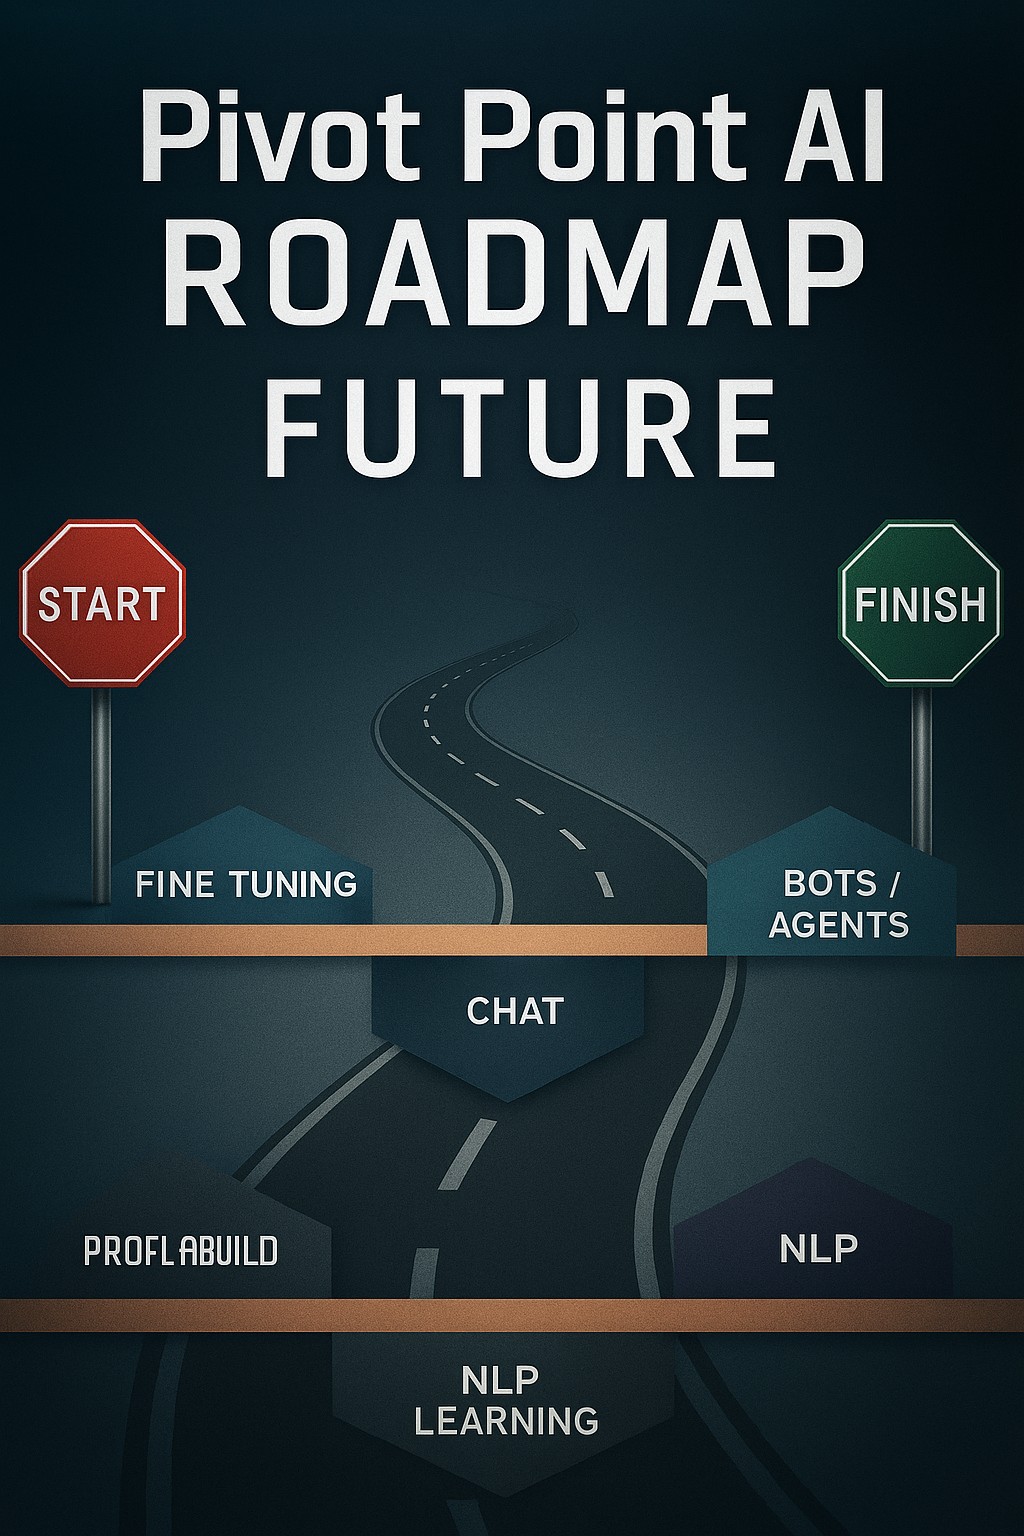 Pivot Point AI
ROADMAP
FUTURE
START
FINISH
FINE TUNING
BOTS /
AGENTS
CHAT
PROFLABUILD
NLP
NLP
LEARNING